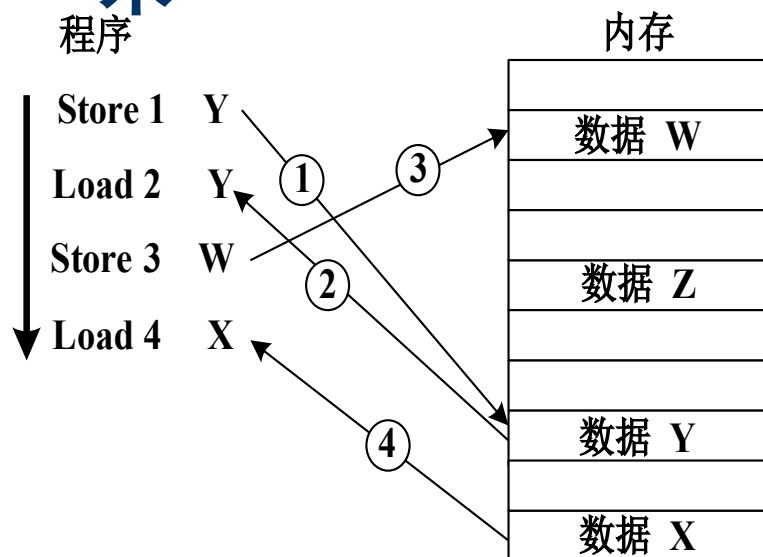 程序
内存
Store 1 Y
Load 2 Y
Store 3 W
Load 4 X
①
②
③
④
数据 W
数据 Z
数据 Y
数据 X